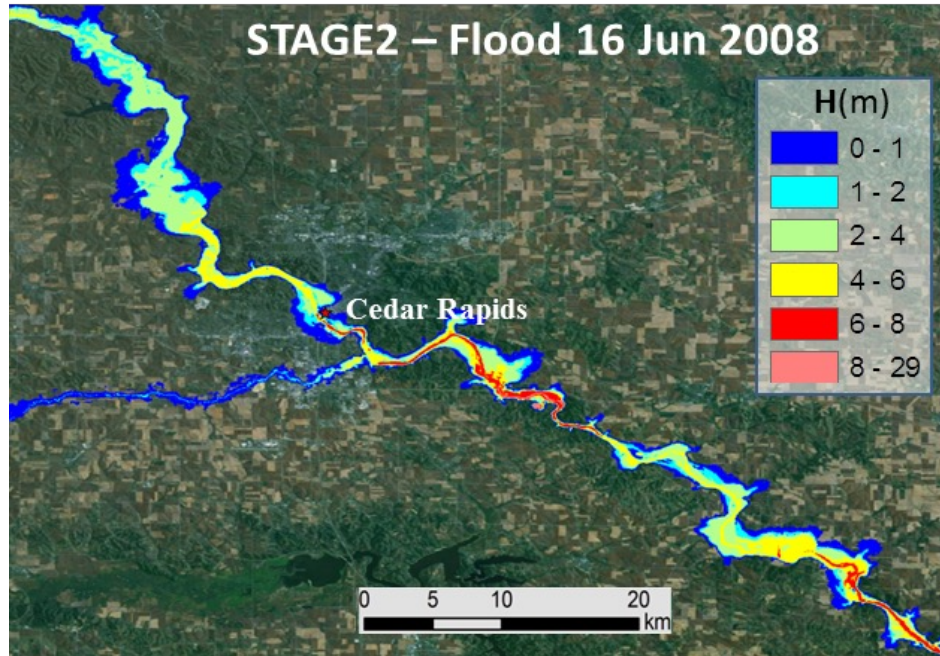 STAGE2 – Flood 16 Jun 2008
H(m)
0 - 1
1 - 2
2 - 4
4 - 6
6 - 8
8 - 29
Cedar Rapids
0 5 10 20
km